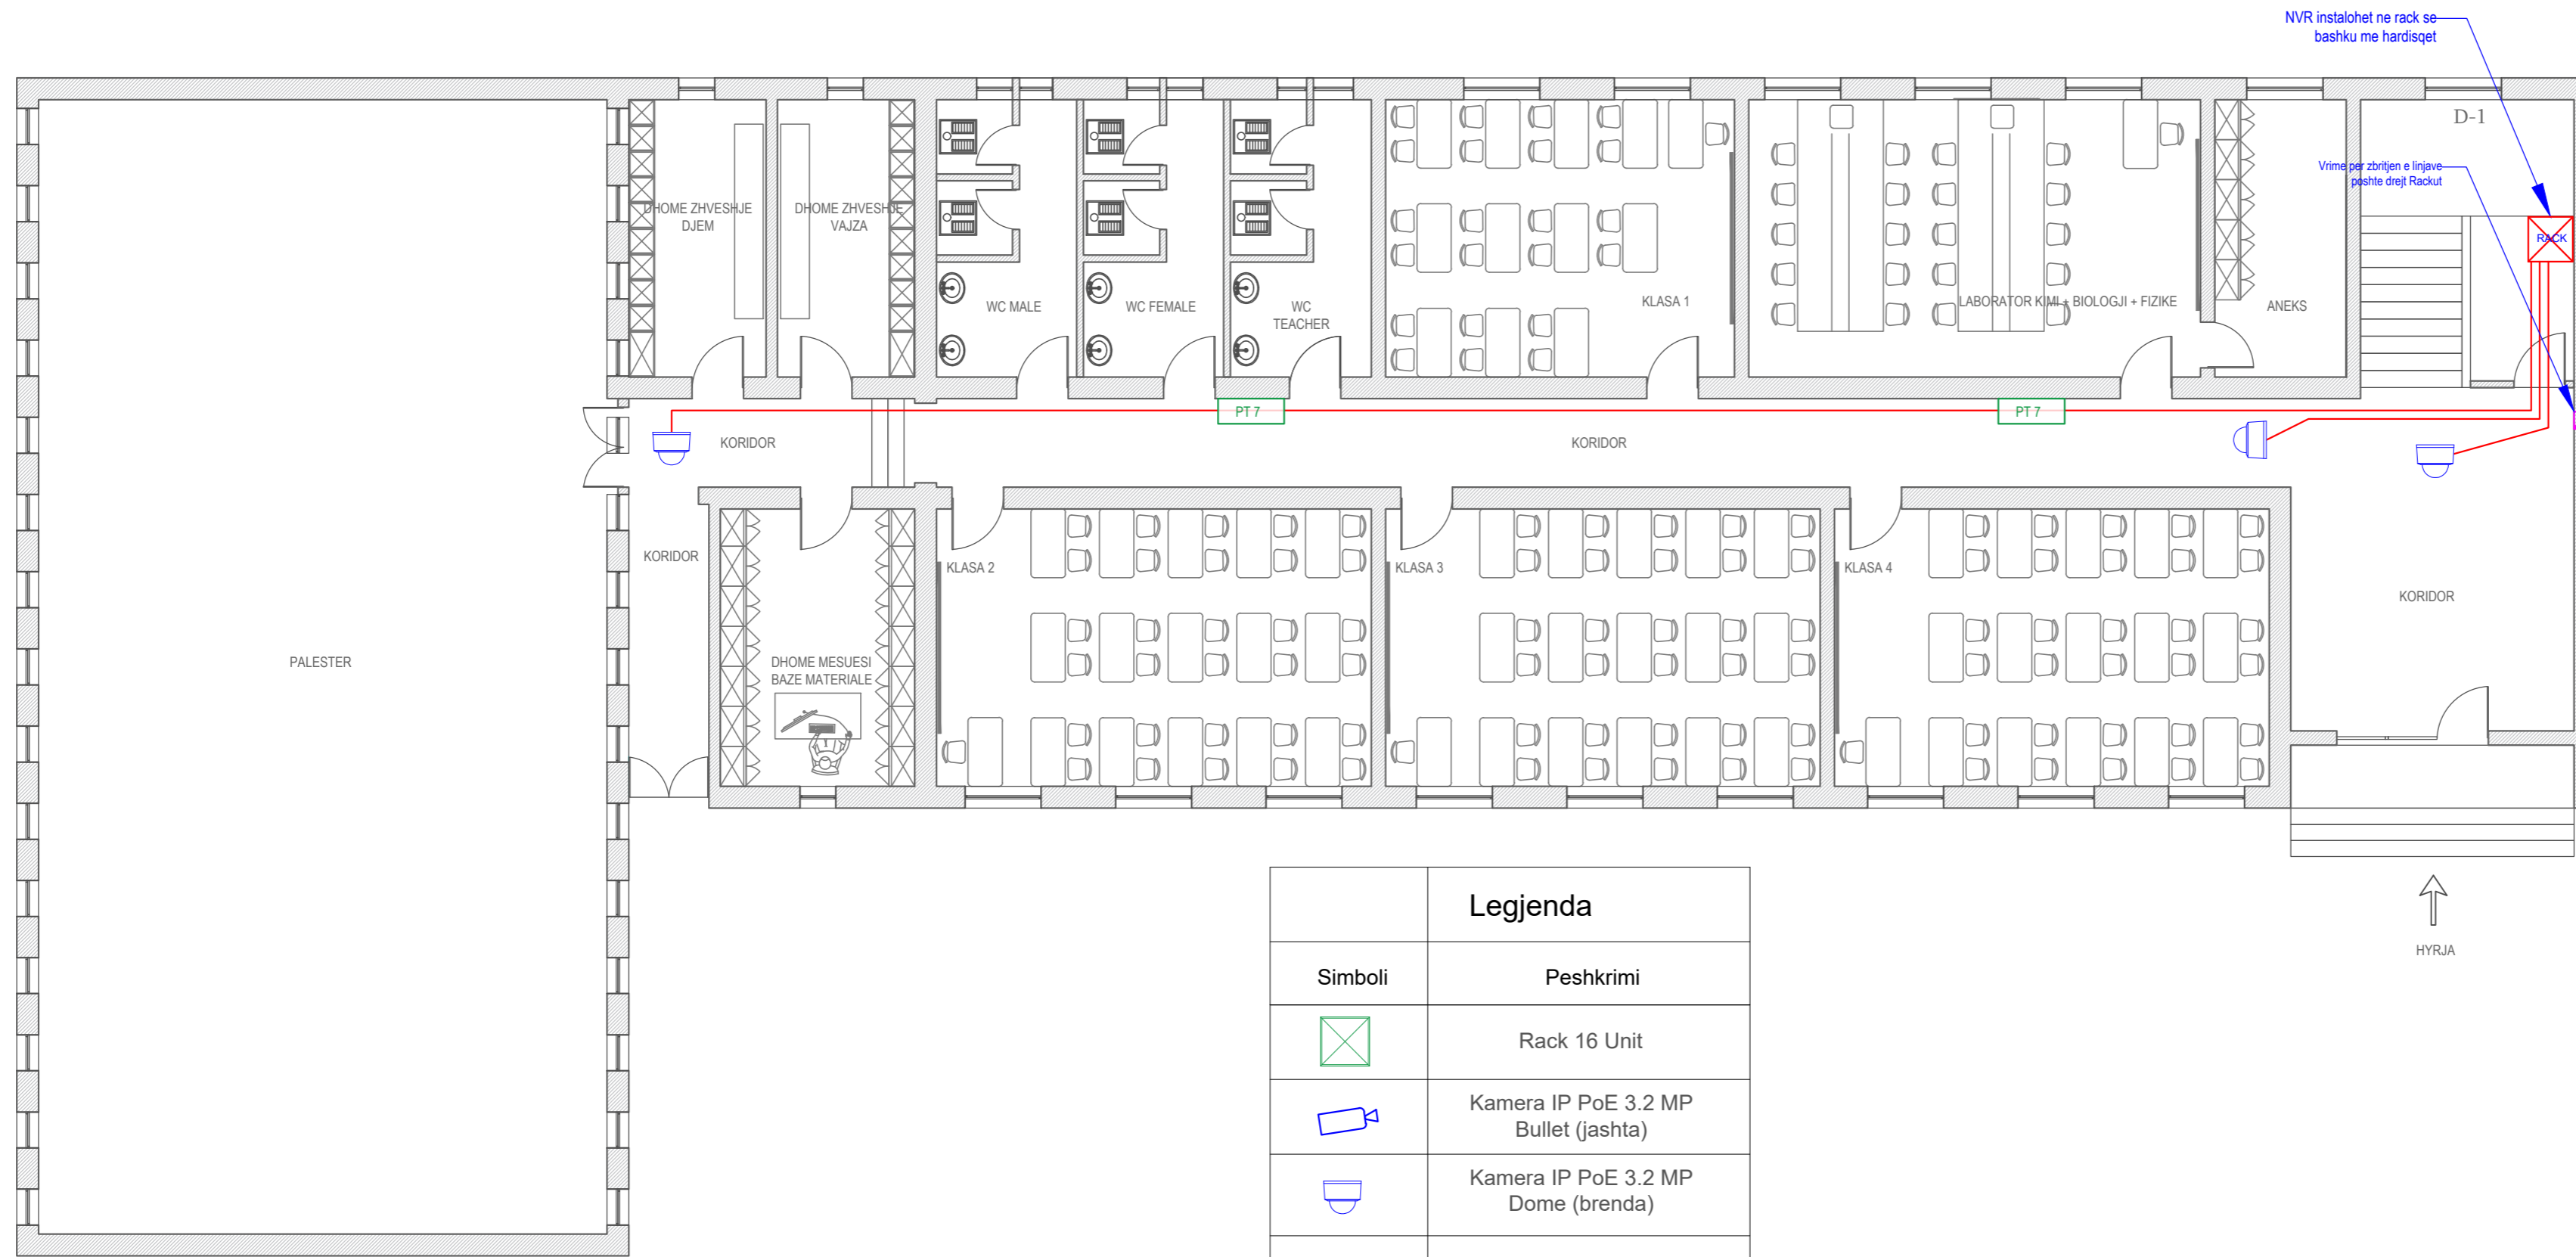 NVR instalohet ne rack se
bashku me hardisqet
D-1
Vrime per zbritjen e linjave
poshte drejt Rackut
RACK
DHOME ZHVESHJE
DJEM
DHOME ZHVESHJE
VAJZA
WC MALE
WC FEMALE
WC
TEACHER
KLASA 1
LABORATOR KIMI + BIOLOGJI + FIZIKE
ANEKS
PT 7
PT 7
KORIDOR
KORIDOR
KORIDOR
KLASA 2
KLASA 3
KLASA 4
KORIDOR
PALESTER
DHOME MESUESI
BAZE MATERIALE
HYRJA
Legjenda
Simboli
Peshkrimi
Rack 16 Unit
Kamera IP PoE 3.2 MP
Bullet (jashta)
Kamera IP PoE 3.2 MP
Dome (brenda)